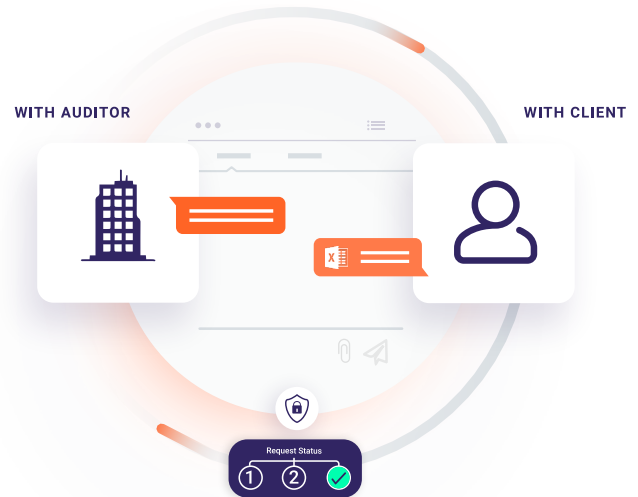 WITH AUDITOR
WITH CLIENT
X
Request Status
1
2